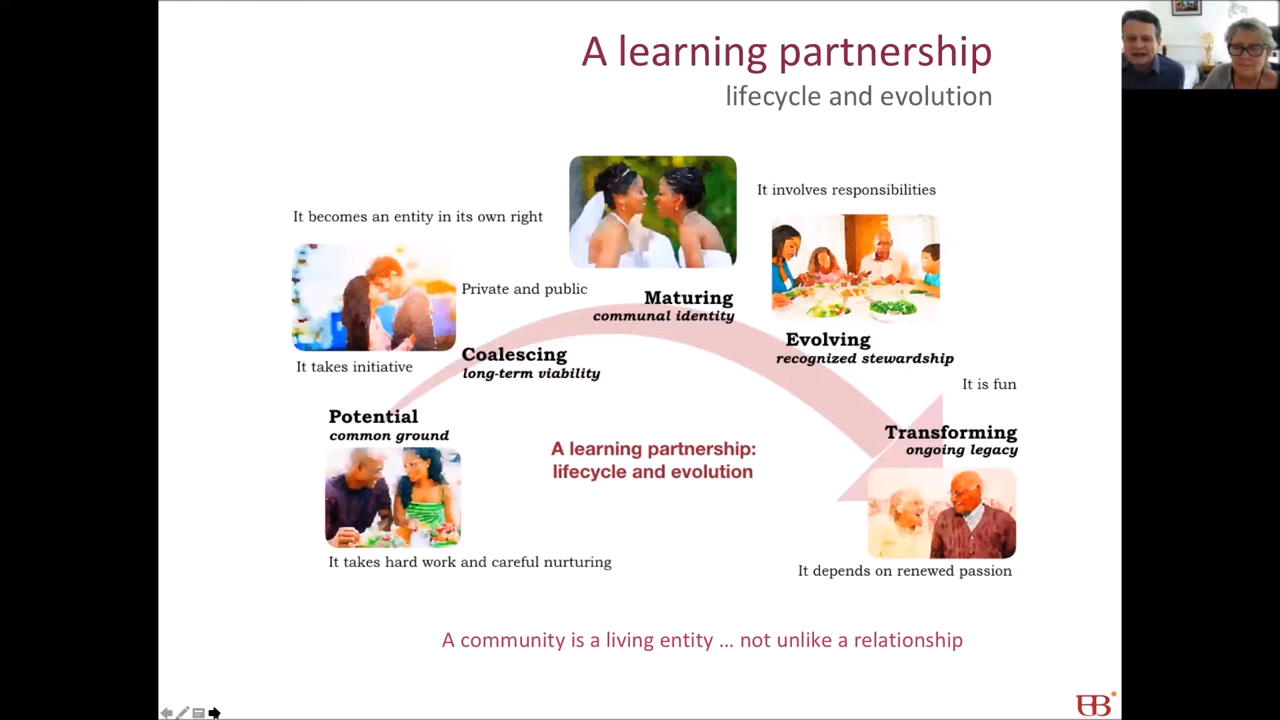 A learning partnership
lifecycle and evolution
It becomes an entity in its own right
It involves responsibilities
Private and public
Maturing
communal identity
Coalescing
long-term viability
Evolving
recognized stewardship
It takes initiative
It is fun
Potential
common ground
Transforming
ongoing legacy
A learning partnership:
lifecycle and evolution
It takes hard work and careful nurturing
It depends on renewed passion
A community is a living entity … not unlike a relationship